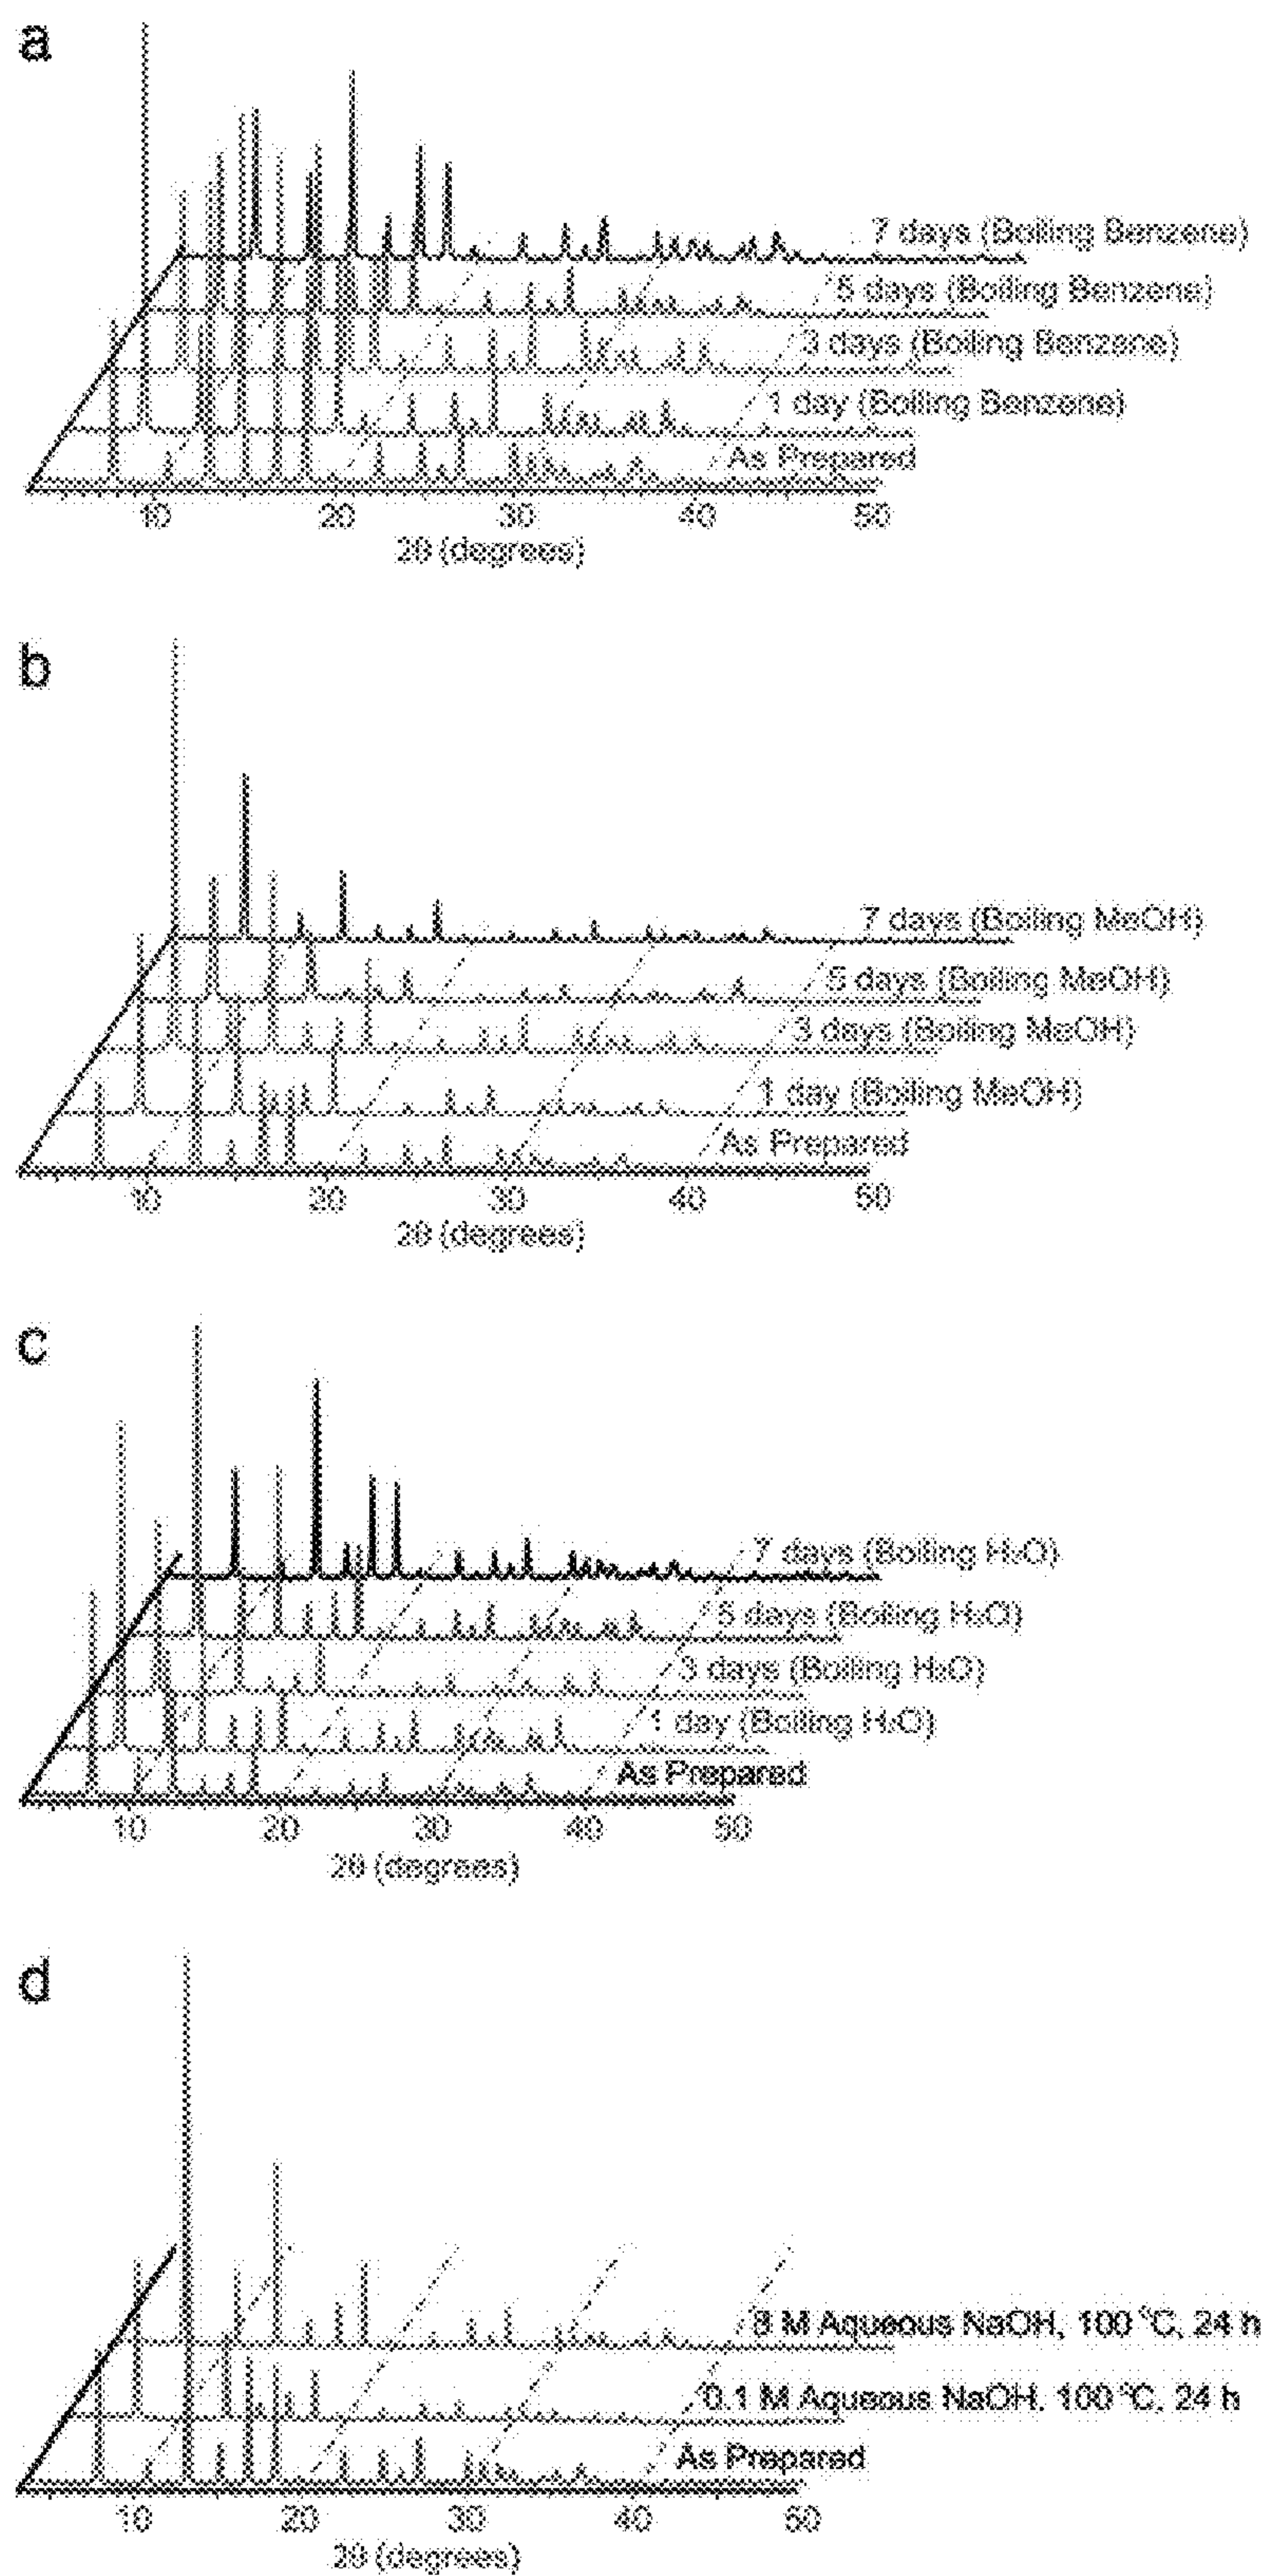 a
7 days (Boiling Benzene)
5 days (Boiling Benzene)
3 days (Boiling Benzene)
1 day (Boiling Benzene)
As Prepared
10 20 30 40 50
2θ (degrees)
b
7 days (Boiling MeOH)
5 days (Boiling MeOH)
3 days (Boiling MeOH)
1 day (Boiling MeOH)
As Prepared
10 20 30 40 50
2θ (degrees)
c
7 days (Boiling H₂O)
5 days (Boiling H₂O)
3 days (Boiling H₂O)
1 day (Boiling H₂O)
As Prepared
10 20 30 40 50
2θ (degrees)
d
8 M Aqueous NaOH, 100 °C, 24 h
0.1 M Aqueous NaOH, 100 °C, 24 h
As Prepared
10 20 30 40 50
2θ (degrees)